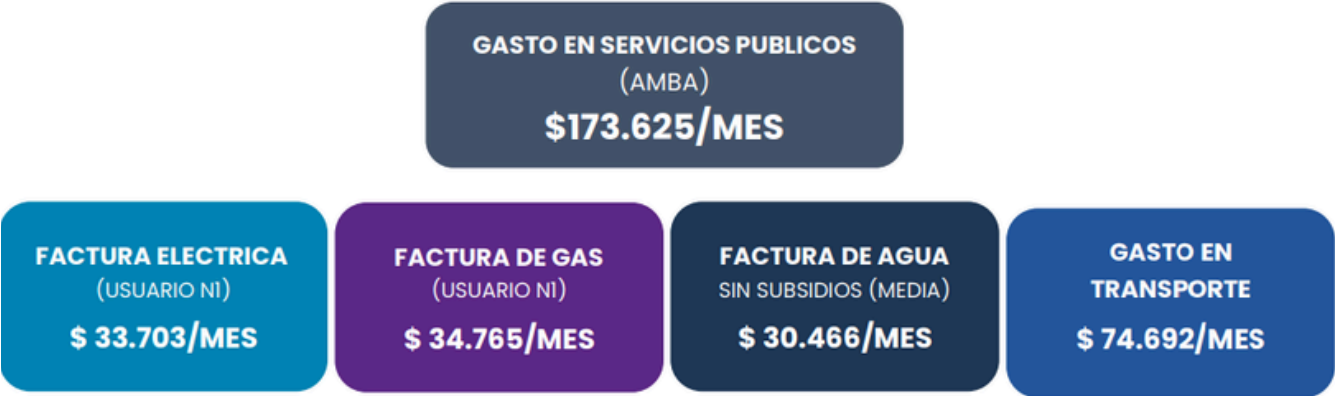 GASTO EN SERVICIOS PUBLICOS
(AMBA)
$173.625/MES
FACTURA ELECTRICA
(USUARIO N1)
$ 33.703/MES
FACTURA DE GAS
(USUARIO N1)
$ 34.765/MES
FACTURA DE AGUA
SIN SUBSIDIOS (MEDIA)
$ 30.466/MES
GASTO EN
TRANSPORTE
$ 74.692/MES